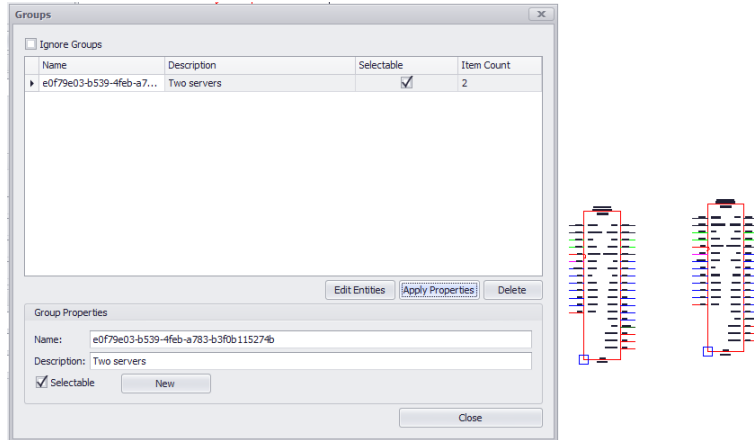 Groups
Ignore Groups
Name Description Selectable Item Count
e0f79e03-b539-4feb-a7... Two servers 2
Edit Entities Apply Properties Delete
Group Properties
Name: e0f79e03-b539-4feb-a783-b3f0b115274b
Description: Two servers
Selectable New
Close